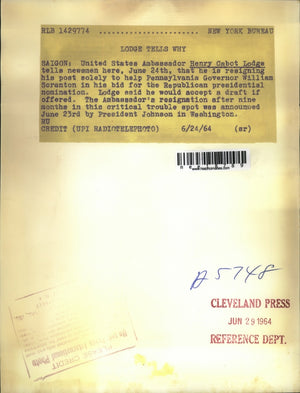 RLB 1429774 .......................... NEW YORK BUREAU
LODGE TELLS WHY
SAIGON: United States Ambassador Henry Cabot Lodge
tells newsmen here, June 24th, that he is resigning
his post solely to help Pennsylvania Governor William
Scranton in his bid for the Republican presidential
nomination. Lodge said he would accept a draft if
offered. The Ambassador's resignation after nine
months in this critical trouble spot was announced
June 23rd by President Johnson in Washington.
RU
CREDIT (UPI RADIOTELEPHOTO) 6/24/64 (sr)
A5748
CLEVELAND PRESS
JUN 29 1964
REFERENCE DEPT.
PLEASE CREDIT